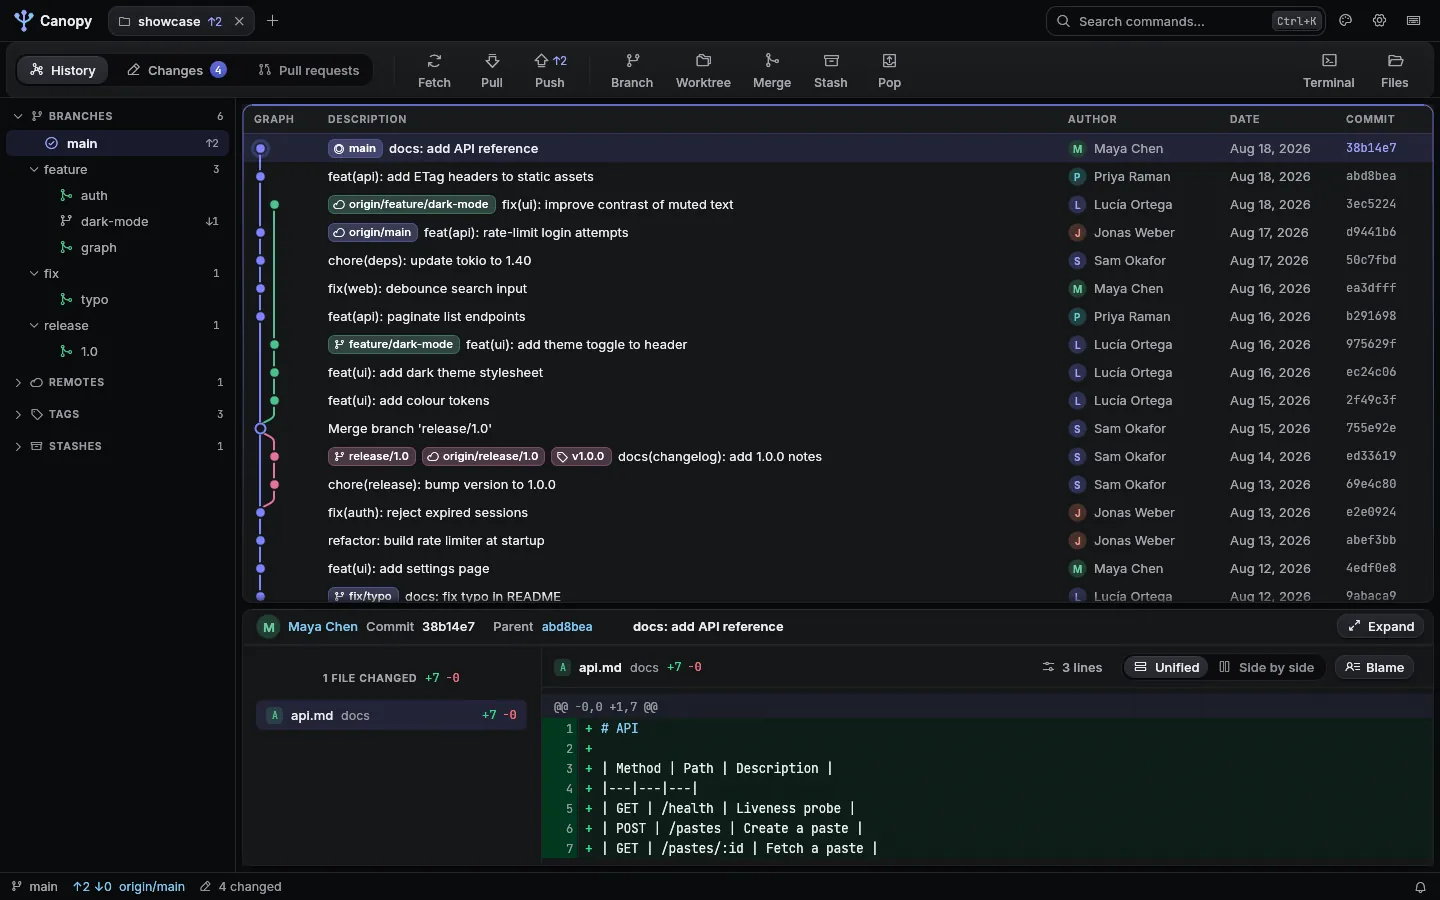 Canopy showcase ↑2 Search commands... Ctrl+K
History Changes 4 Pull requests Fetch Pull Push ↑2 Branch Worktree Merge Stash Pop Terminal Files
BRANCHES 6
main ↑2
feature 3
auth
dark-mode ↓1
graph
fix 1
typo
release 1
1.0
REMOTES 1
TAGS 3
STASHES 1
GRAPH DESCRIPTION AUTHOR DATE COMMIT
main docs: add API reference M Maya Chen Aug 18, 2026 38b14e7
feat(api): add ETag headers to static assets P Priya Raman Aug 18, 2026 abd8bea
origin/feature/dark-mode fix(ui): improve contrast of muted text L Lucía Ortega Aug 18, 2026 3ec5224
origin/main feat(api): rate-limit login attempts J Jonas Weber Aug 17, 2026 d9441b6
chore(deps): update tokio to 1.40 S Sam Okafor Aug 17, 2026 50c7fbd
fix(web): debounce search input M Maya Chen Aug 16, 2026 ea3dfff
feat(api): paginate list endpoints P Priya Raman Aug 16, 2026 b291698
feature/dark-mode feat(ui): add theme toggle to header L Lucía Ortega Aug 16, 2026 975629f
feat(ui): add dark theme stylesheet L Lucía Ortega Aug 16, 2026 ec24c06
feat(ui): add colour tokens L Lucía Ortega Aug 15, 2026 2f49c3f
Merge branch 'release/1.0' S Sam Okafor Aug 15, 2026 755e92e
release/1.0 origin/release/1.0 v1.0.0 docs(changelog): add 1.0.0 notes S Sam Okafor Aug 14, 2026 ed33619
chore(release): bump version to 1.0.0 S Sam Okafor Aug 13, 2026 69e4c80
fix(auth): reject expired sessions J Jonas Weber Aug 13, 2026 e2e0924
refactor: build rate limiter at startup J Jonas Weber Aug 13, 2026 abef3bb
feat(ui): add settings page M Maya Chen Aug 12, 2026 4edf0e8
fix/typo docs: fix typo in README L Lucía Ortega Aug 12, 2026 9abaca9
M Maya Chen Commit 38b14e7 Parent abd8bea docs: add API reference Expand
1 FILE CHANGED +7 -0
A api.md docs +7 -0
A api.md docs +7 -0 3 lines Unified Side by side Blame
@@ -0,0 +1,7 @@
1 + # API
2 +
3 + | Method | Path | Description |
4 + |---|---|---|
5 + | GET | /health | Liveness probe |
6 + | POST | /pastes | Create a paste |
7 + | GET | /pastes/:id | Fetch a paste |
main ↑2 ↓0 origin/main 4 changed